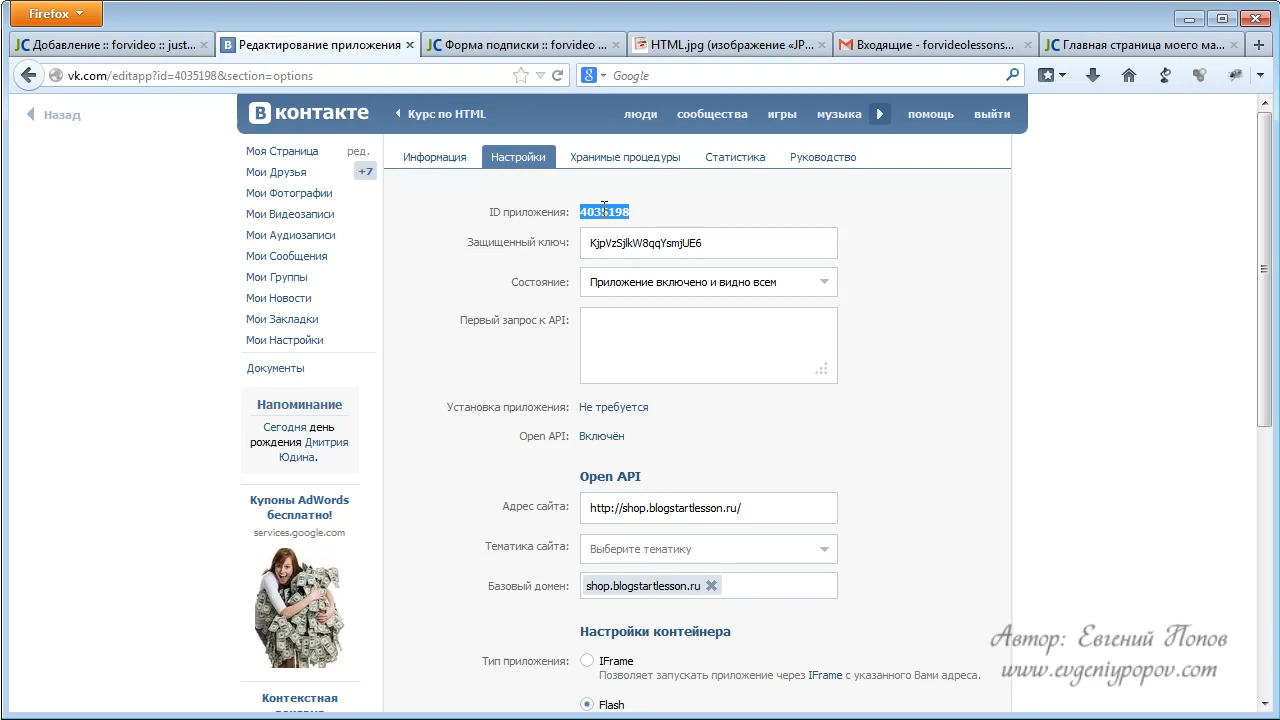 Firefox
Добавление :: forvideo :: just...
Редактирование приложения
Форма подписки :: forvideo ...
HTML.jpg (изображение «JP...
Входящие - forvideolessons...
Главная страница моего ма...
vk.com/editapp?id=4035198&section=options
Google
Назад
В контакте
Курс по HTML
люди
сообщества
игры
музыка
помощь
выйти
Моя Страница
ред.
Мои Друзья
+7
Мои Фотографии
Мои Видеозаписи
Мои Аудиозаписи
Мои Сообщения
Мои Группы
Мои Новости
Мои Закладки
Мои Настройки
Документы
Напоминание
Сегодня день
рождения Дмитрия
Юдина.
Купоны AdWords
бесплатно!
services.google.com
Контекстная
Информация
Настройки
Хранимые процедуры
Статистика
Руководство
ID приложения:
4035198
Защищенный ключ:
KjpVzSjlkW8qqYsmjUE6
Состояние:
Приложение включено и видно всем
Первый запрос к API:
Установка приложения:
Не требуется
Open API:
Включён
Open API
Адрес сайта:
http://shop.blogstartlesson.ru/
Тематика сайта:
Выберите тематику
Базовый домен:
shop.blogstartlesson.ru
Настройки контейнера
Тип приложения:
IFrame
Позволяет запускать приложение через IFrame с указанного Вами адреса.
Flash
Автор: Евгений Попов
www.evgeniypopov.com